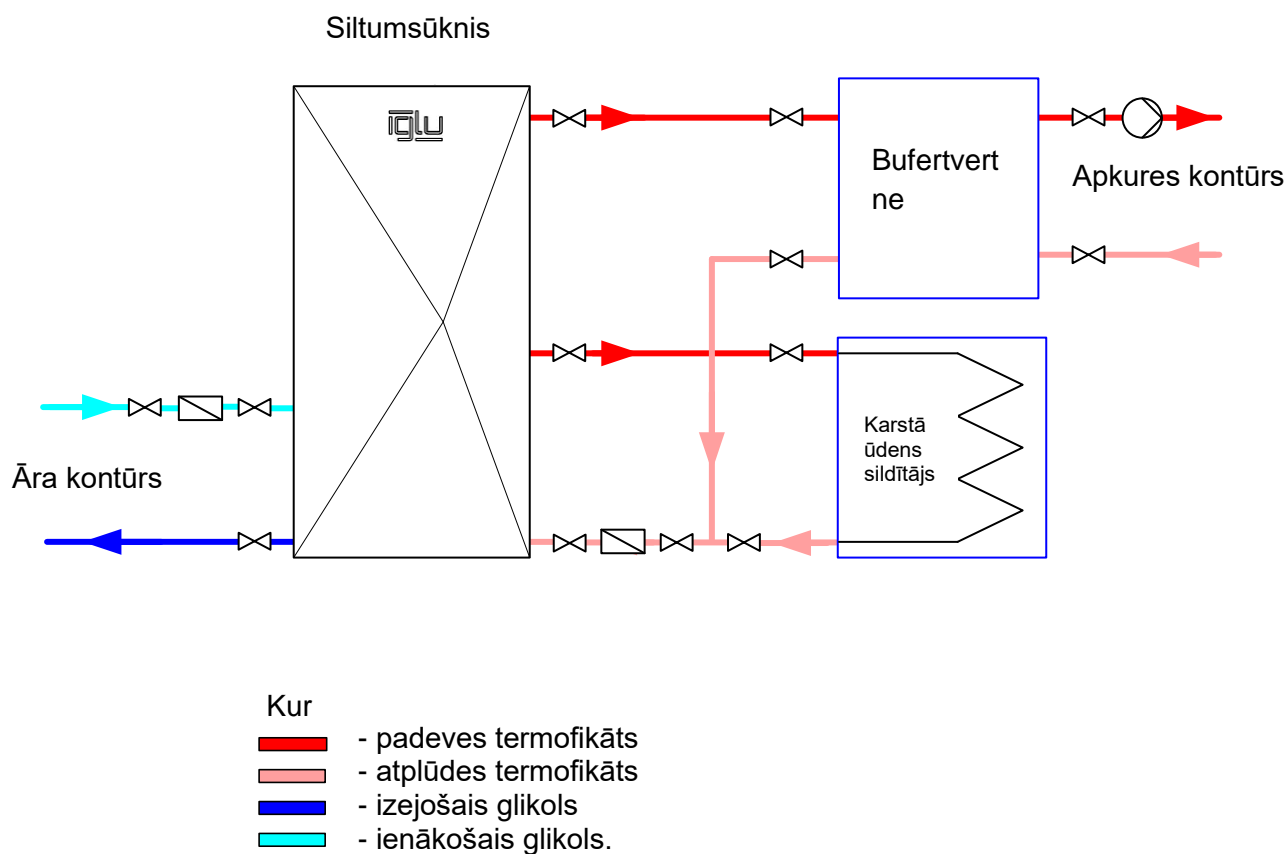 Siltumsūknis
iglu
Bufertvert
ne
Apkures kontūrs
Karstā
ūdens
sildītājs
Āra kontūrs
Kur
- padeves termofikāts
- atplūdes termofikāts
- izejošais glikols
- ienākošais glikols.